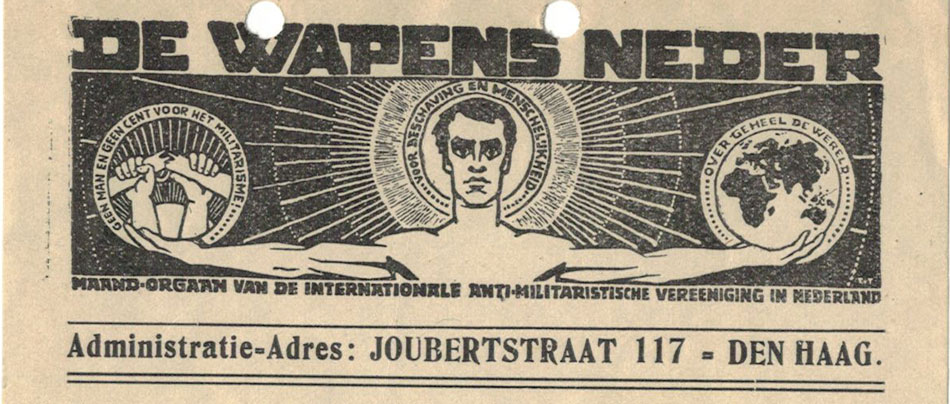 DE WAPENS NEDER
GEEN MAN EN GEEN CENT VOOR HET MILITARISME.
VOOR BESCHAVING EN MENSCHELIJKHEID
OVER GEHEEL DE WERELD
MAAND-ORGAAN VAN DE INTERNATIONALE ANTI-MILITARISTISCHE VEREENIGING IN NEDERLAND
Administratie-Adres: JOUBERTSTRAAT 117 = DEN HAAG.